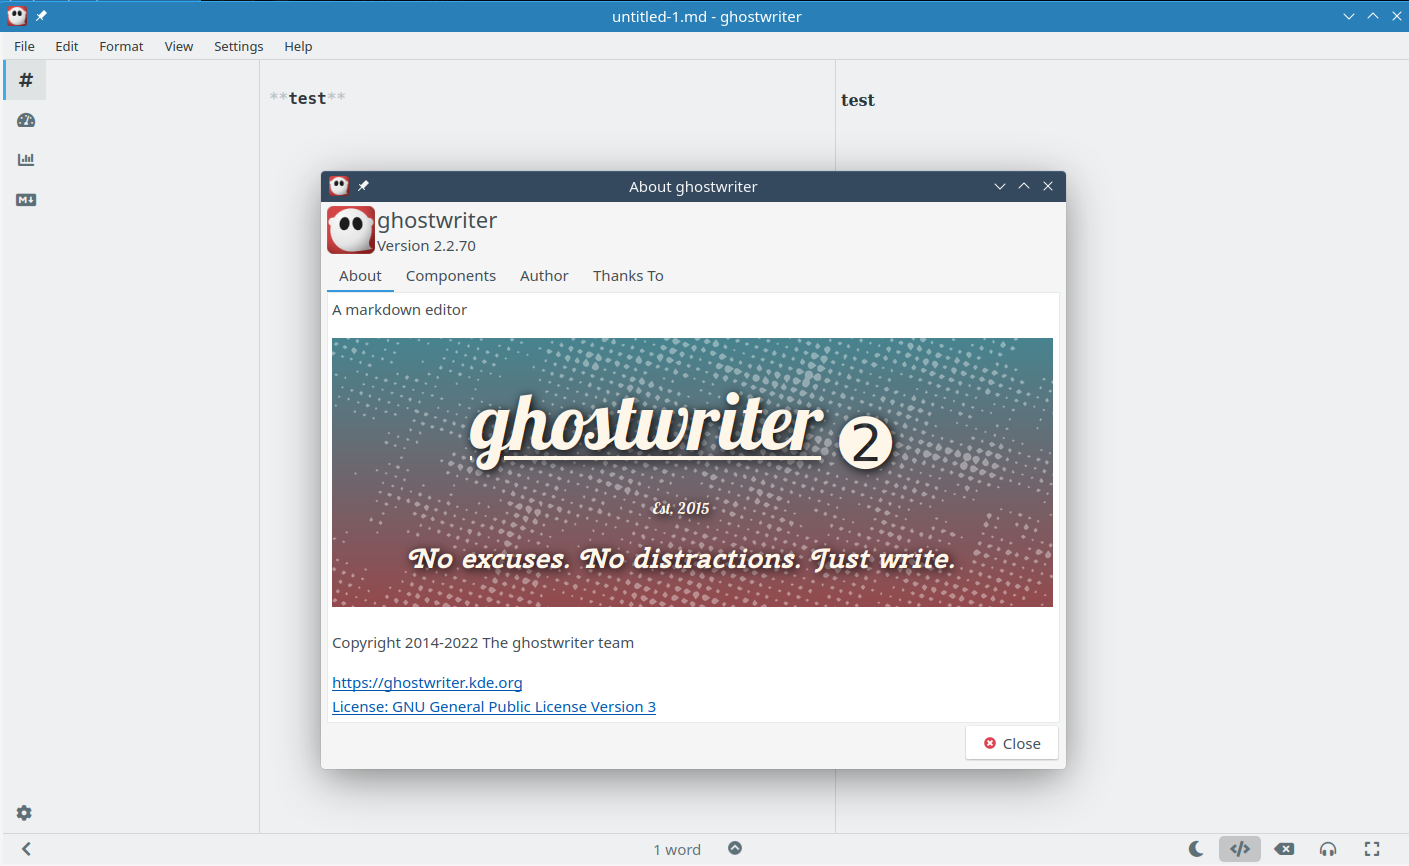 untitled-1.md - ghostwriter
File Edit Format View Settings Help
#
**test**
test
M↓
About ghostwriter
ghostwriter
Version 2.2.70
About Components Author Thanks To
A markdown editor
ghostwriter 2
Est. 2015
No excuses. No distractions. Just write.
Copyright 2014-2022 The ghostwriter team
https://ghostwriter.kde.org
License: GNU General Public License Version 3
Close
1 word